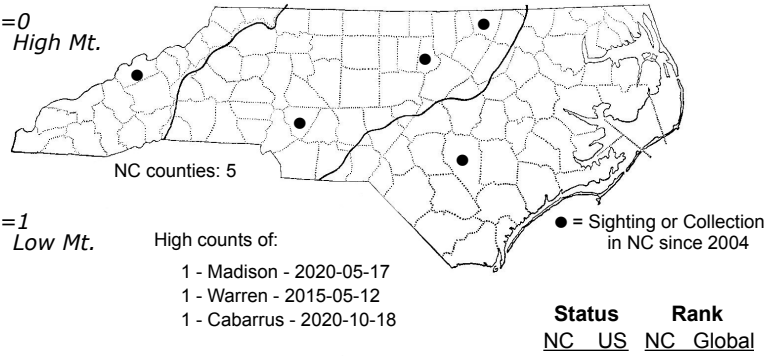 =0
High Mt.
NC counties: 5
=1
Low Mt.
High counts of:
1 - Madison - 2020-05-17
1 - Warren - 2015-05-12
1 - Cabarrus - 2020-10-18
● = Sighting or Collection
in NC since 2004
Status Rank
NC US NC Global